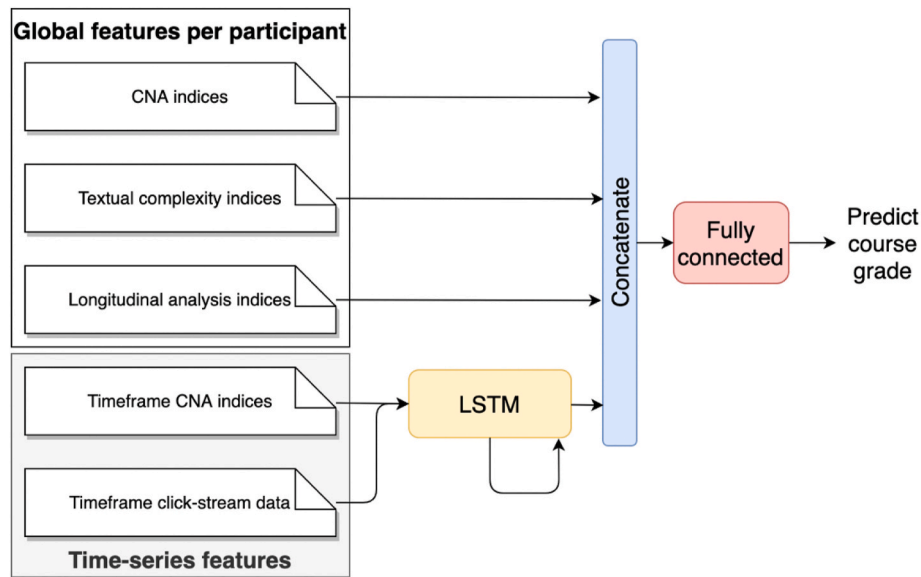 Global features per participant
CNA indices
Textual complexity indices
Longitudinal analysis indices
Timeframe CNA indices
Timeframe click-stream data
Time-series features
LSTM
Concatenate
Fully
connected
Predict
course
grade